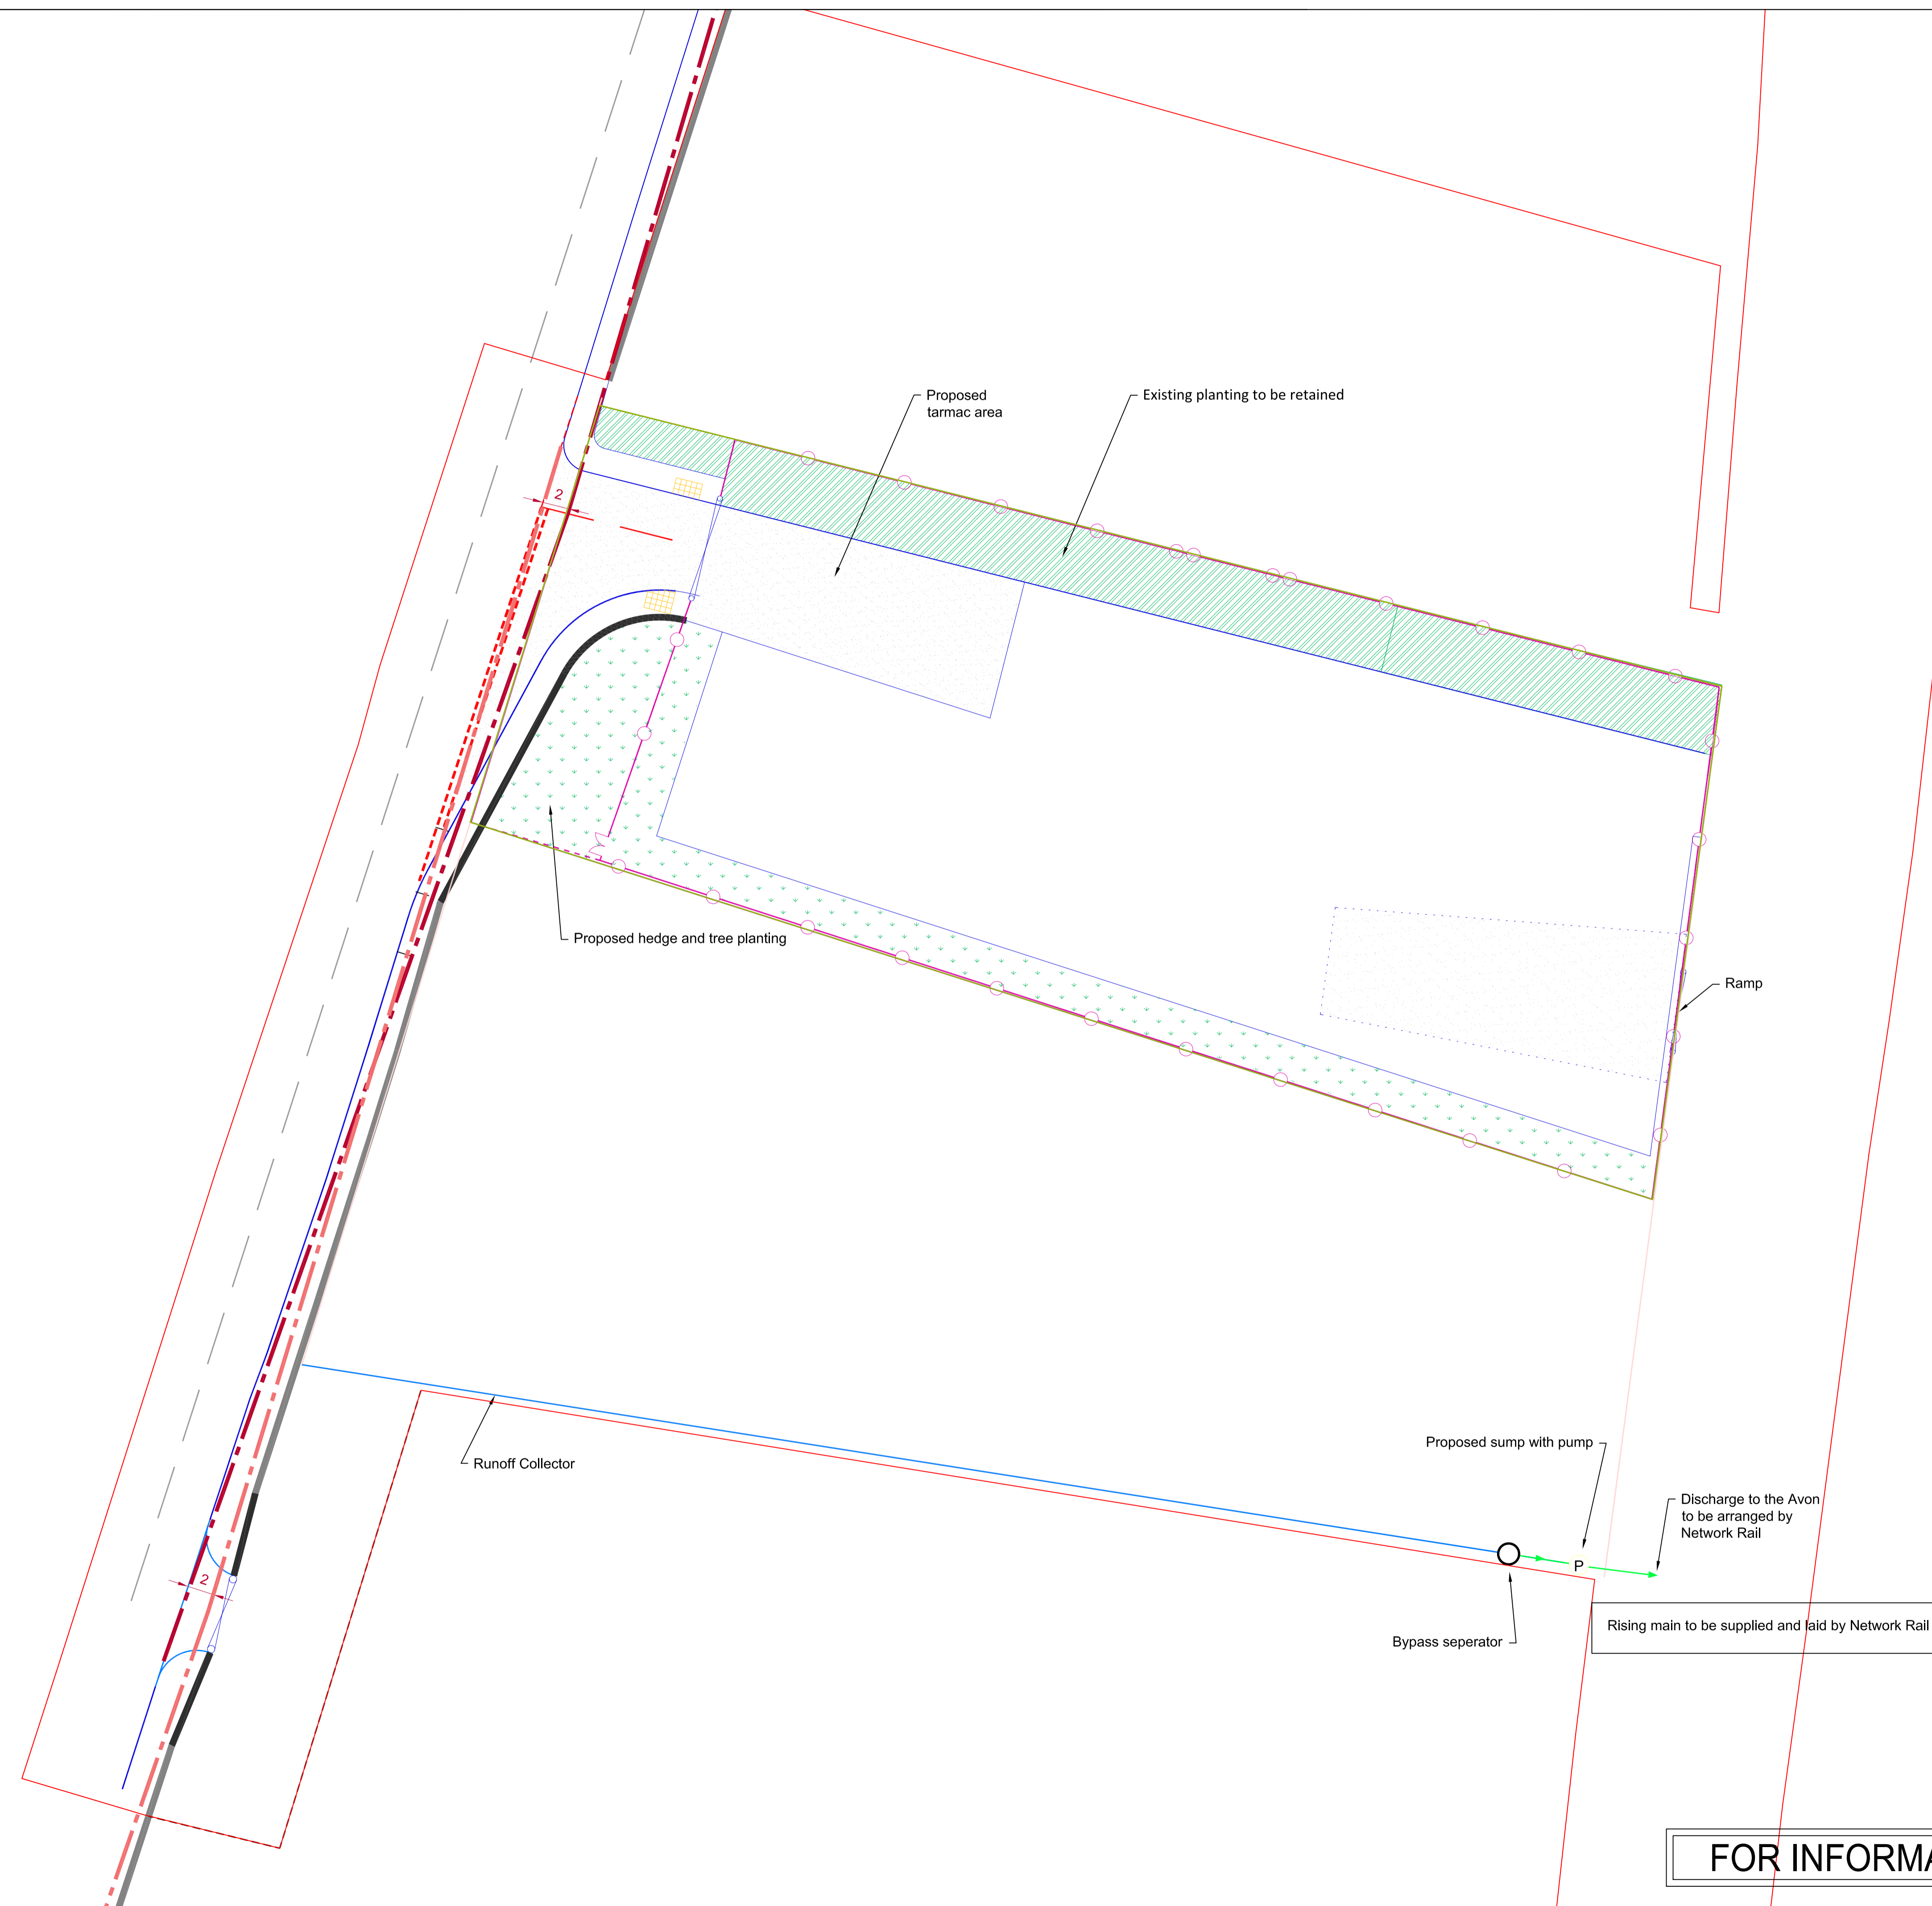 Proposed
tarmac area
Existing planting to be retained
2
Proposed hedge and tree planting
Ramp
Proposed sump with pump
Runoff Collector
Discharge to the Avon
to be arranged by
Network Rail
P
2
Rising main to be supplied and laid by Network Rail
Bypass seperator
FOR INFORMA